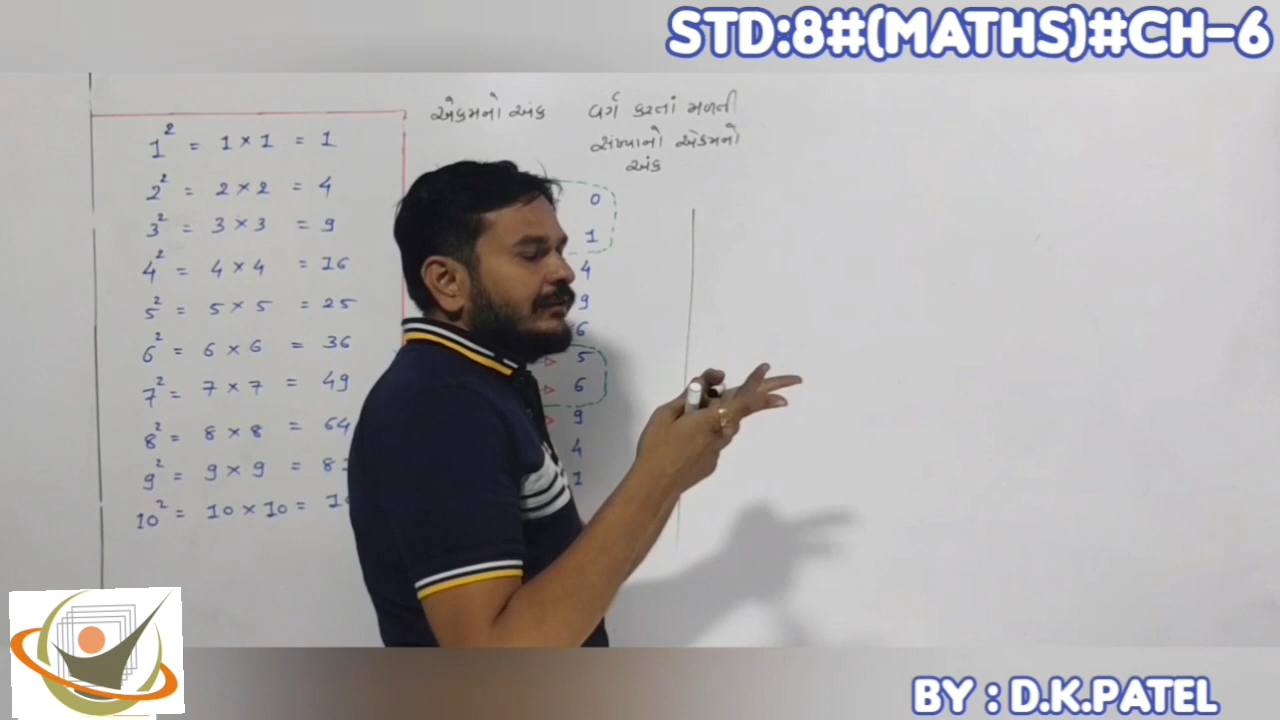 STD:8#(MATHS)#CH-6
1² = 1 × 1 = 1
2² = 2 × 2 = 4
3² = 3 × 3 = 9
4² = 4 × 4 = 16
5² = 5 × 5 = 25
6² = 6 × 6 = 36
7² = 7 × 7 = 49
8² = 8 × 8 = 64
9² = 9 × 9 = 8
10² = 10 × 10 = 1
એકમનો અંક
વર્ગ કરતાં મળતી
સંખ્યાનો એકમનો
અંક
0
1
4
9
6
5
6
9
4
1
BY : D.K.PATEL